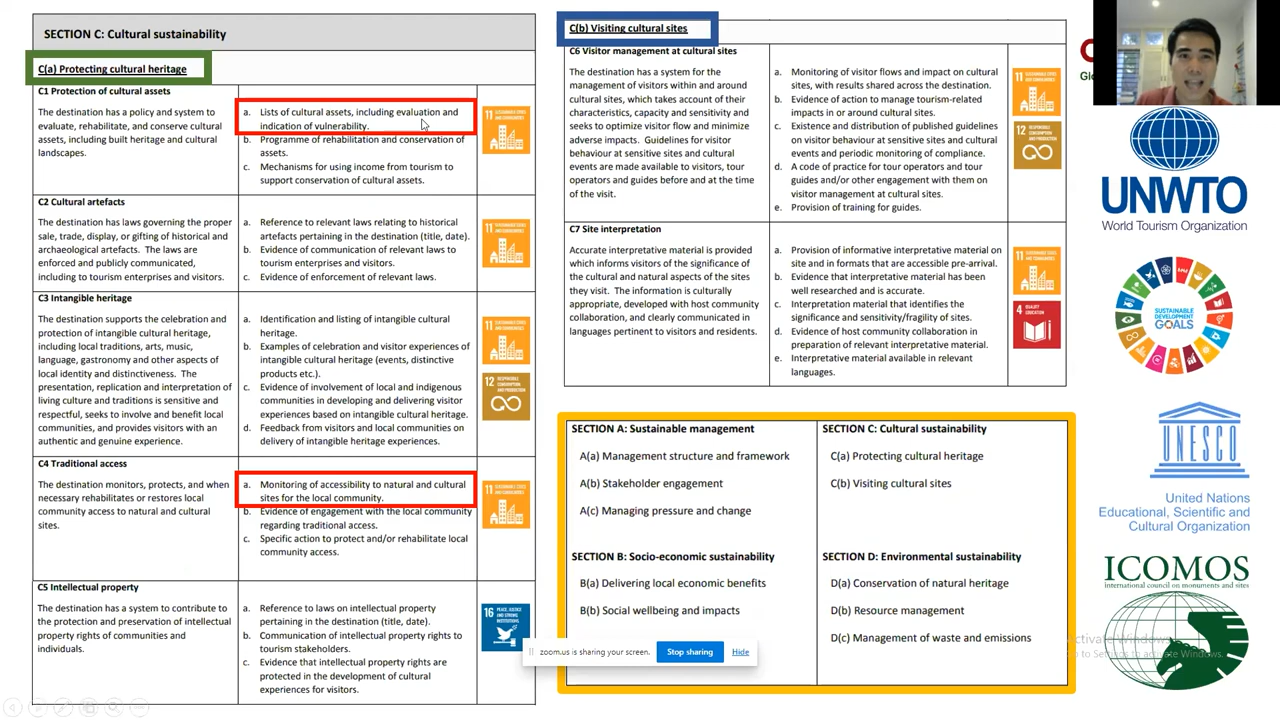 SECTION C: Cultural sustainability
C(a) Protecting cultural heritage
C1 Protection of cultural assets
The destination has a policy and system to
evaluate, rehabilitate, and conserve cultural
assets, including built heritage and cultural
landscapes.
a. Lists of cultural assets, including evaluation and
indication of vulnerability.
b. Programme of rehabilitation and conservation of
assets.
c. Mechanisms for using income from tourism to
support conservation of cultural assets.
C2 Cultural artefacts
The destination has laws governing the proper
sale, trade, display, or gifting of historical and
archaeological artefacts. The laws are
enforced and publicly communicated,
including to tourism enterprises and visitors.
a. Reference to relevant laws relating to historical
artefacts pertaining in the destination (title, date).
b. Evidence of communication of relevant laws to
tourism enterprises and visitors.
c. Evidence of enforcement of relevant laws.
C3 Intangible heritage
The destination supports the celebration and
protection of intangible cultural heritage,
including local traditions, arts, music,
language, gastronomy and other aspects of
local identity and distinctiveness. The
presentation, replication and interpretation of
living culture and traditions is sensitive and
respectful, seeks to involve and benefit local
communities, and provides visitors with an
authentic and genuine experience.
a. Identification and listing of intangible cultural
heritage.
b. Examples of celebration and visitor experiences of
intangible cultural heritage (events, distinctive
products etc.).
c. Evidence of involvement of local and indigenous
communities in developing and delivering visitor
experiences based on intangible cultural heritage.
d. Feedback from visitors and local communities on
delivery of intangible heritage experiences.
C4 Traditional access
The destination monitors, protects, and when
necessary rehabilitates or restores local
community access to natural and cultural
sites.
a. Monitoring of accessibility to natural and cultural
sites for the local community.
b. Evidence of engagement with the local community
regarding traditional access.
c. Specific action to protect and/or rehabilitate local
community access.
C5 Intellectual property
The destination has a system to contribute to
the protection and preservation of intellectual
property rights of communities and
individuals.
a. Reference to laws on intellectual property
pertaining in the destination (title, date).
b. Communication of intellectual property rights to
tourism stakeholders.
c. Evidence that intellectual property rights are
protected in the development of cultural
experiences for visitors.
C(b) Visiting cultural sites
C6 Visitor management at cultural sites
The destination has a system for the
management of visitors within and around
cultural sites, which takes account of their
characteristics, capacity and sensitivity and
seeks to optimize visitor flow and minimize
adverse impacts. Guidelines for visitor
behaviour at sensitive sites and cultural
events are made available to visitors, tour
operators and guides before and at the time
of the visit.
a. Monitoring of visitor flows and impact on cultural
sites, with results shared across the destination.
b. Evidence of action to manage tourism-related
impacts in or around cultural sites.
c. Existence and distribution of published guidelines
on visitor behaviour at sensitive sites and cultural
events and periodic monitoring of compliance.
d. A code of practice for tour operators and tour
guides and/or other engagement with them on
visitor management at cultural sites.
e. Provision of training for guides.
C7 Site interpretation
Accurate interpretative material is provided
which informs visitors of the significance of
the cultural and natural aspects of the sites
they visit. The information is culturally
appropriate, developed with host community
collaboration, and clearly communicated in
languages pertinent to visitors and residents.
a. Provision of informative interpretative material on
site and in formats that are accessible pre-arrival.
b. Evidence that interpretative material has been
well researched and is accurate.
c. Interpretation material that identifies the
significance and sensitivity/fragility of sites.
d. Evidence of host community collaboration in
preparation of relevant interpretative material.
e. Interpretative material available in relevant
languages.
SECTION A: Sustainable management
A(a) Management structure and framework
A(b) Stakeholder engagement
A(c) Managing pressure and change
SECTION B: Socio-economic sustainability
B(a) Delivering local economic benefits
B(b) Social wellbeing and impacts
SECTION C: Cultural sustainability
C(a) Protecting cultural heritage
C(b) Visiting cultural sites
SECTION D: Environmental sustainability
D(a) Conservation of natural heritage
D(b) Resource management
D(c) Management of waste and emissions
zoom.us is sharing your screen.
Stop sharing
Hide
UNWTO
World Tourism Organization
SUSTAINABLE
DEVELOPMENT
GOALS
UNESCO
United Nations
Educational, Scientific and
Cultural Organization
ICOMOS
international council on monuments and sites
Activate Windows